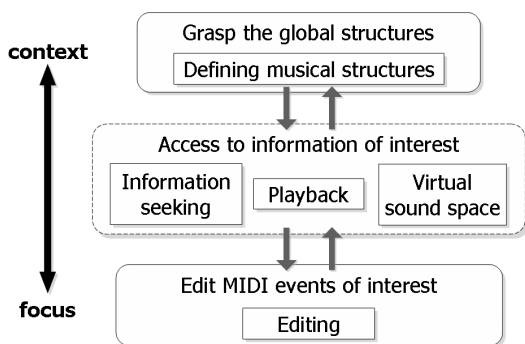 Grasp the global structures
context
Defining musical structures
Access to information of interest
Information
seeking
Playback
Virtual
sound space
Edit MIDI events of interest
focus
Editing